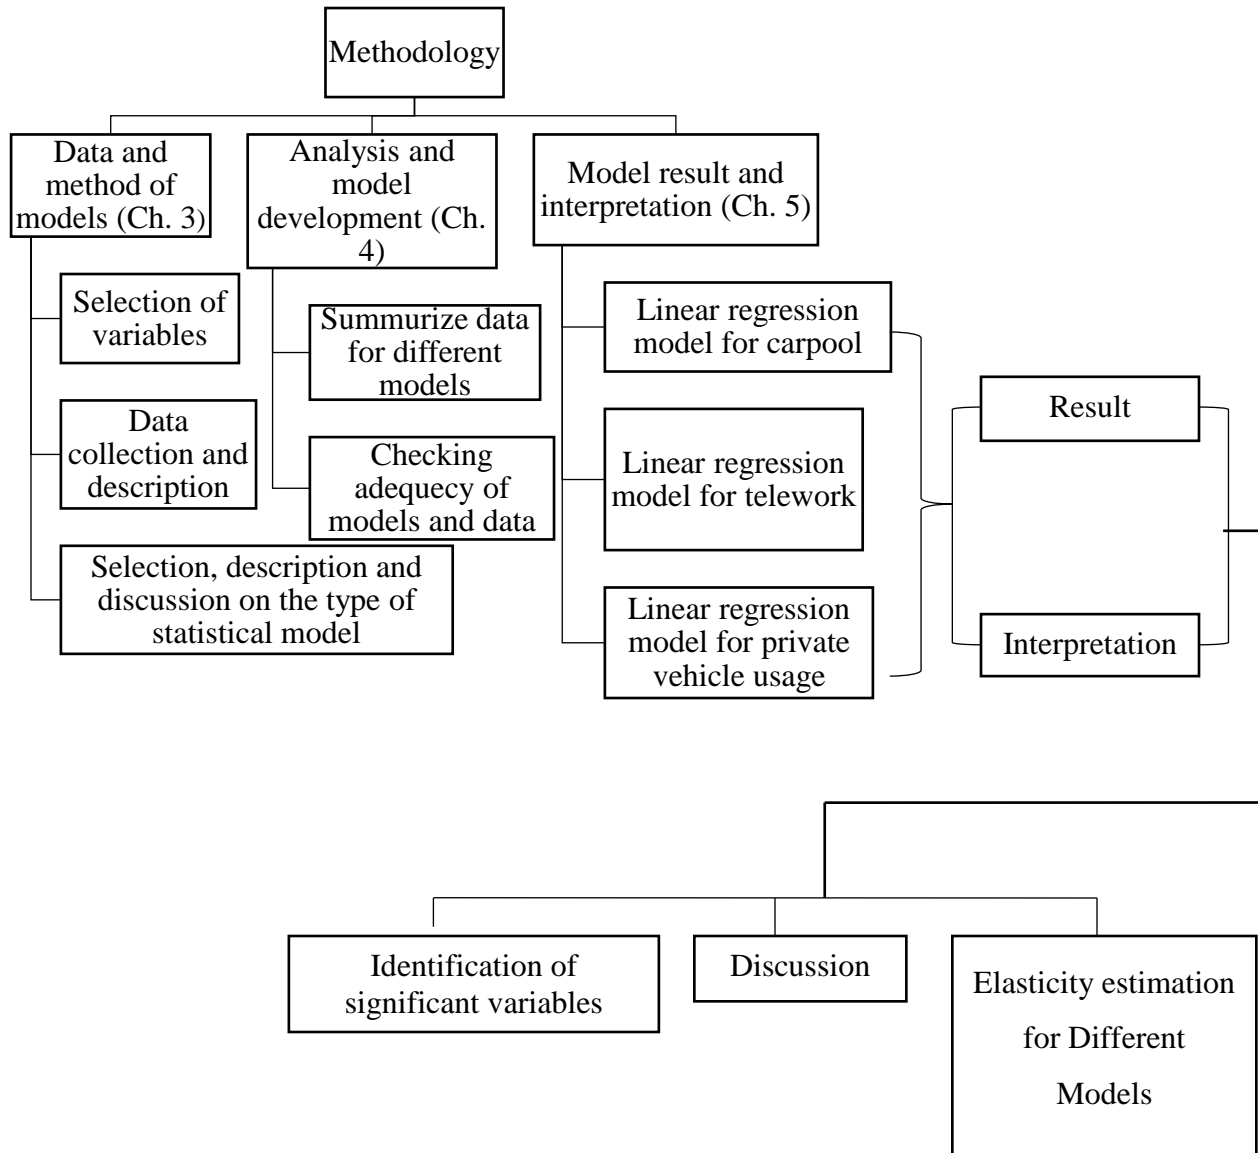 Methodology
Data and
method of
models (Ch. 3)
Selection of
variables
Data
collection and
description
Selection, description and
discussion on the type of
statistical model
Analysis and
model
development (Ch.
4)
Summurize data
for different
models
Checking
adequecy of
models and data
Model result and
interpretation (Ch. 5)
Linear regression
model for carpool
Linear regression
model for telework
Linear regression
model for private
vehicle usage
Result
Interpretation
Identification of
significant variables
Discussion
Elasticity estimation
for Different
Models